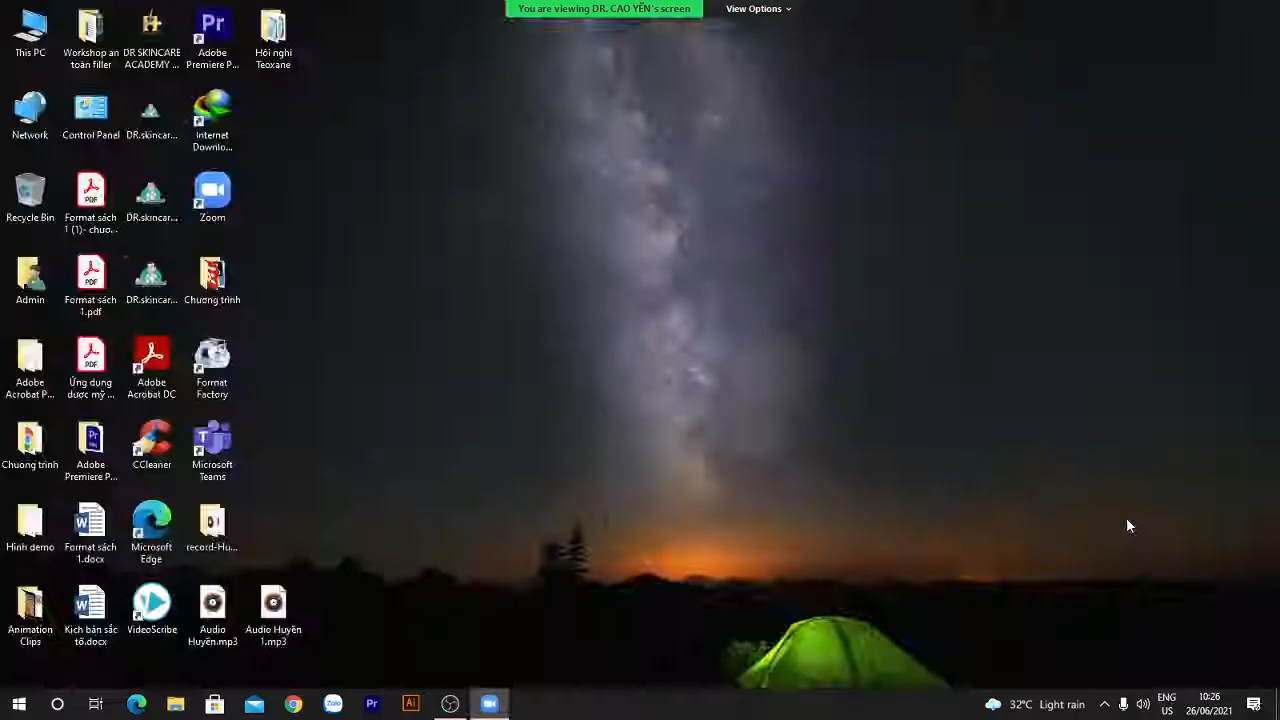 You are viewing DR. CAO YẾN's screen
View Options
This PC
Workshop an
toàn filler
DR SKINCARE
ACADEMY ...
Adobe
Premiere P...
Hội nghị
Teoxane
Network
Control Panel
DR.skincar...
Internet
Downlo...
Recycle Bin
Format sách
1 (1)- chươ...
DR.skincar...
Zoom
Admin
Format sách
1.pdf
DR.skincar...
Chương trình
Adobe
Acrobat P...
Ứng dụng
dược mỹ ...
Adobe
Acrobat DC
Format
Factory
Chương trình
Adobe
Premiere P...
CCleaner
Microsoft
Teams
Hình demo
Format sách
1.docx
Microsoft
Edge
record-Hu...
Animation
Clips
Kịch bản sắc
tố.docx
VideoScribe
Audio
Huyền.mp3
Audio Huyền
1.mp3
32°C Light rain
ENG
US
10:26
26/06/2021